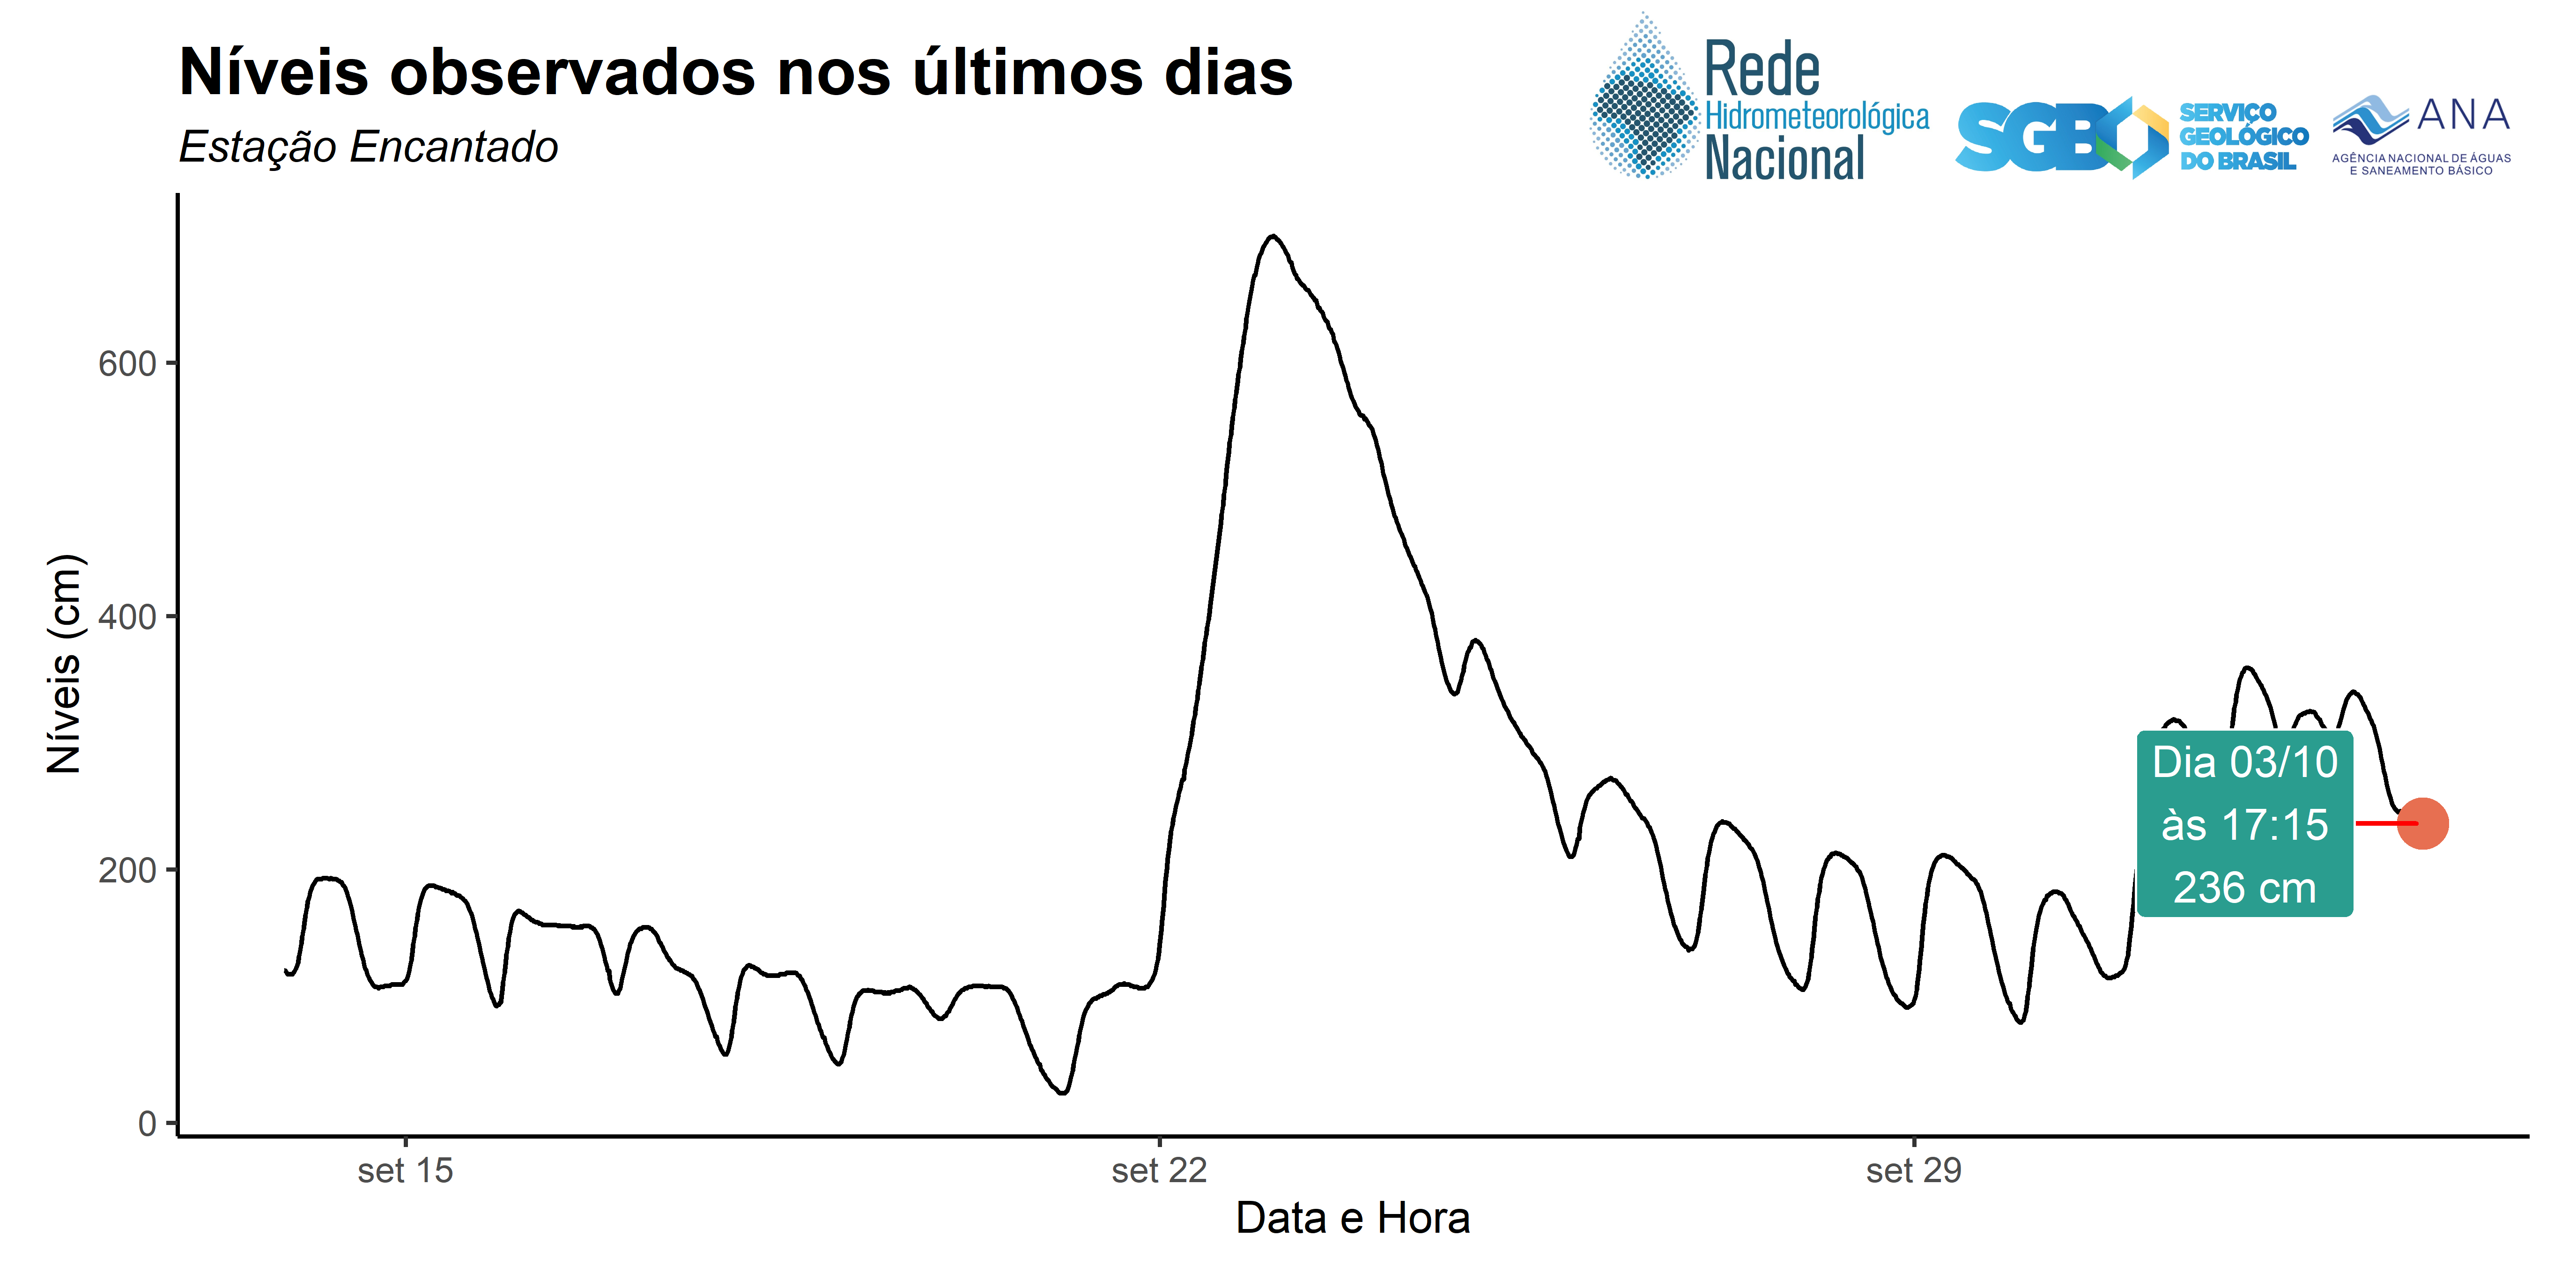 Níveis observados nos últimos dias
Estação Encantado
Rede
Hidrometeorológica
Nacional
SGB
SERVIÇO
GEOLÓGICO
DO BRASIL
ANA
AGÊNCIA NACIONAL DE ÁGUAS
E SANEAMENTO BÁSICO
Níveis (cm)
600
400
200
0
Dia 03/10
às 17:15
236 cm
set 15
set 22
set 29
Data e Hora